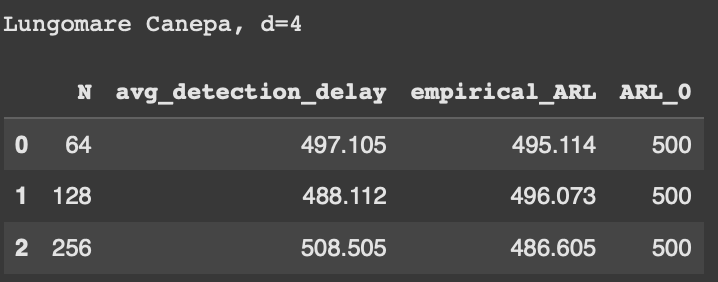 Lungomare Canepa, d=4
N avg_detection_delay empirical_ARL ARL_0
0 64 497.105 495.114 500
1 128 488.112 496.073 500
2 256 508.505 486.605 500